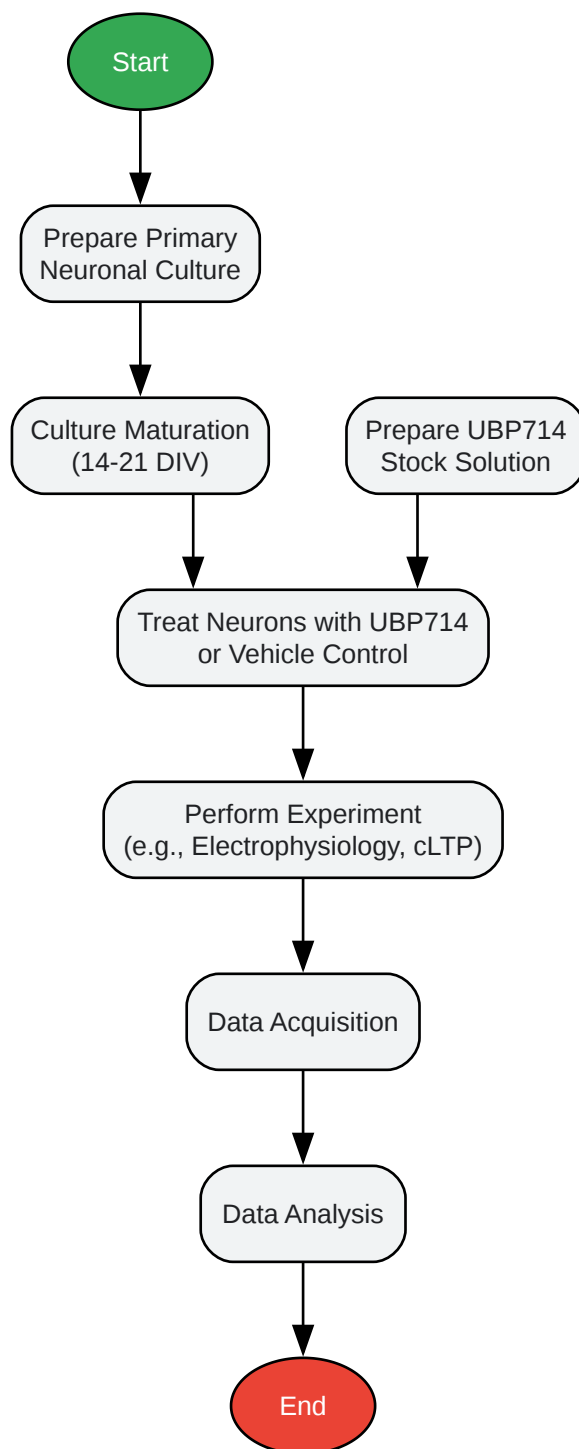 Start
Prepare Primary
Neuronal Culture
Culture Maturation
(14-21 DIV)
Prepare UBP714
Stock Solution
Treat Neurons with UBP714
or Vehicle Control
Perform Experiment
(e.g., Electrophysiology, cLTP)
Data Acquisition
Data Analysis
End